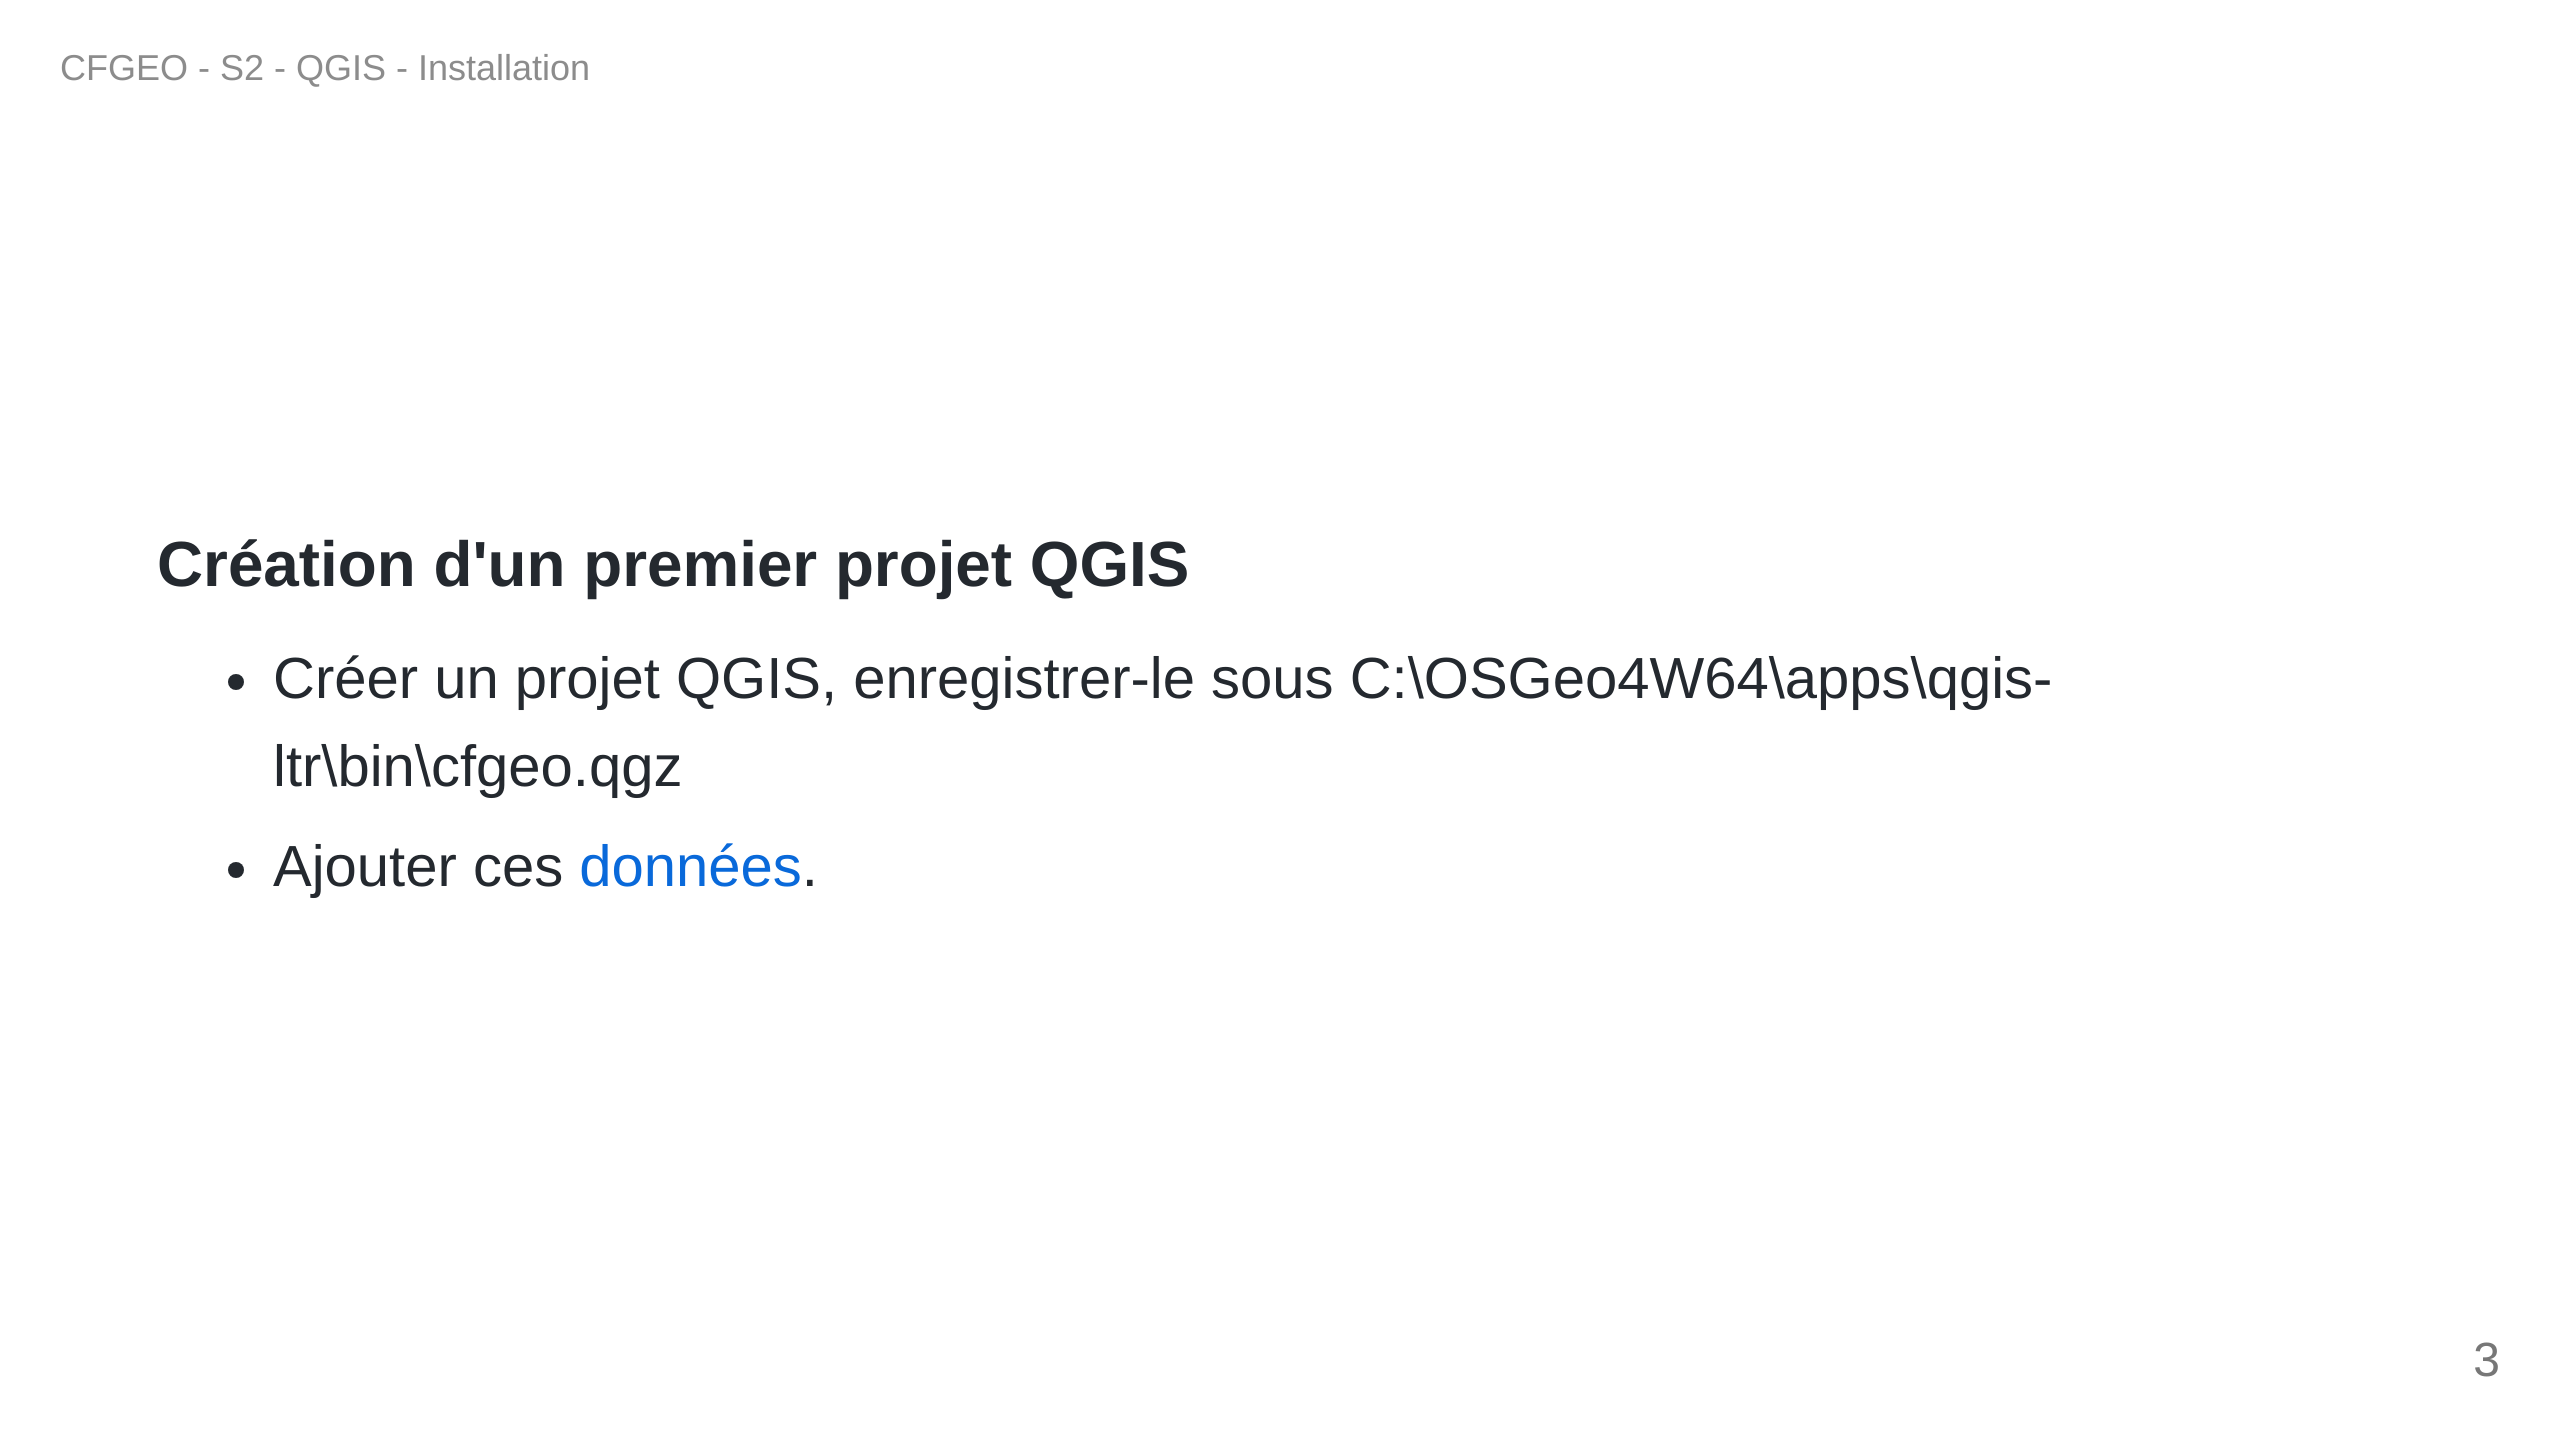 CFGEO - S2 - QGIS - Installation
Création d'un premier projet QGIS
• Créer un projet QGIS, enregistrer-le sous C:\OSGeo4W64\apps\qgis-
ltr\bin\cfgeo.qgz
• Ajouter ces données.
3